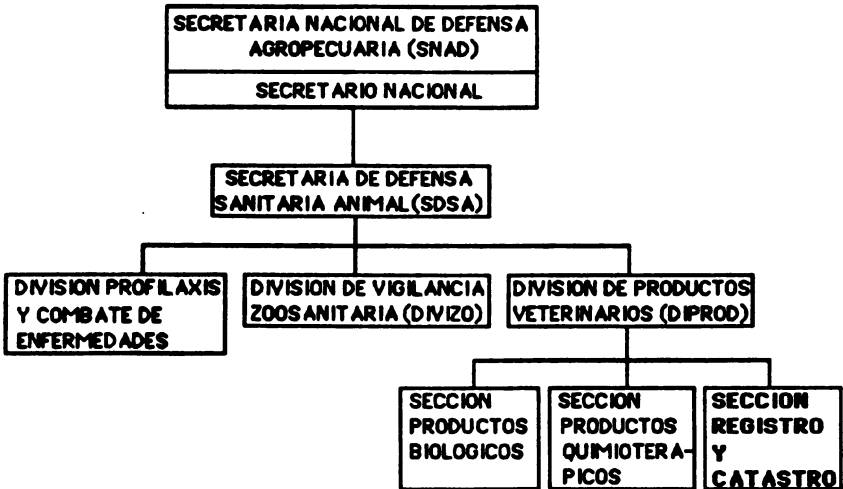 SECRETARIA NACIONAL DE DEFENSA
AGROPECUARIA (SNAD)
SECRETARIO NACIONAL
SECRETARIA DE DEFENSA
SANITARIA ANIMAL(SDSA)
DIVISION PROFILAXIS
Y COMBATE DE
ENFERMEDADES
DIVISION DE VIGILANCIA
ZOOSANITARIA (DIVIZO)
DIVISION DE PRODUCTOS
VETERINARIOS (DIPROD)
SECCION
PRODUCTOS
BIOLOGICOS
SECCION
PRODUCTOS
QUIMIOTERA-
PICOS
SECCION
REGISTRO
Y
CATASTRO